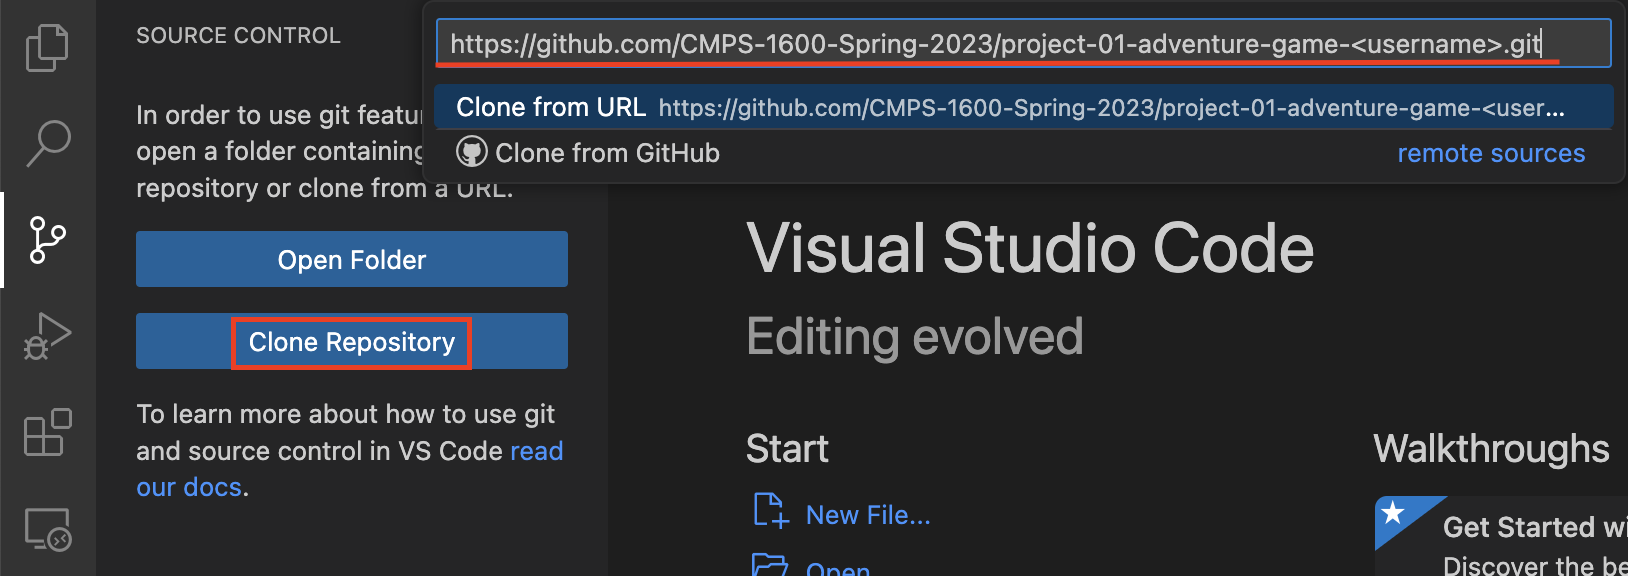 SOURCE CONTROL
https://github.com/CMPS-1600-Spring-2023/project-01-adventure-game-<username>.git
Clone from URL https://github.com/CMPS-1600-Spring-2023/project-01-adventure-game-<user...
Clone from GitHub remote sources
In order to use git
open a folder containing
repository or clone from a URL.
Open Folder
Clone Repository
To learn more about how to use git
and source control in VS Code read
our docs.
Visual Studio Code
Editing evolved
Start
New File...
Open
Walkthroughs
Get Started
Discover the